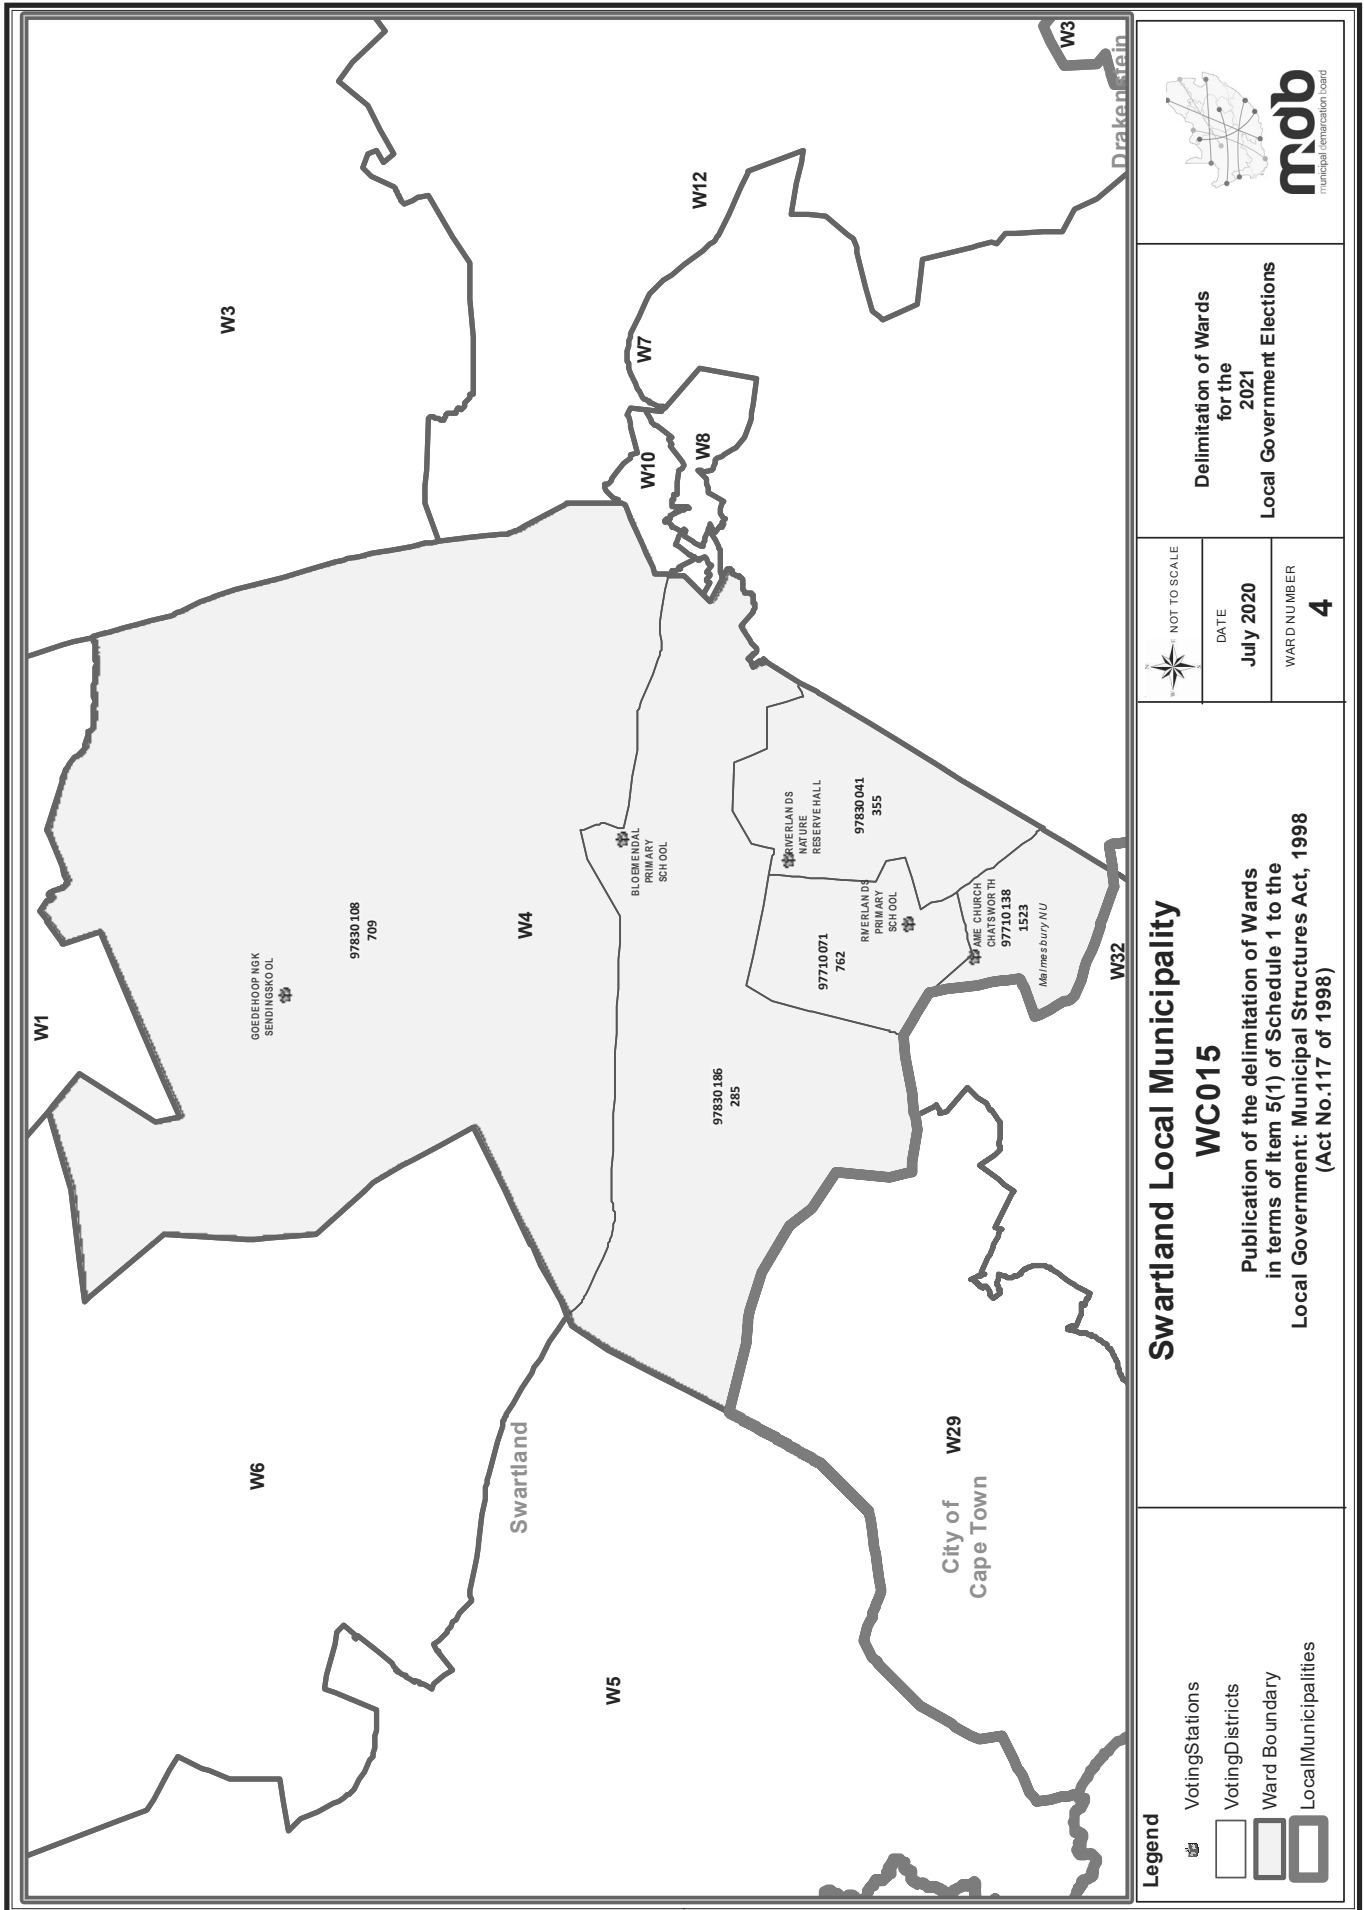 W3
Drakenstein
W3
W12
W7
W10
W8
W1
GOEDEHOOP NGK
SENDINGSKOOL
97830108
709
W4
BLOEMENDAL
PRIMARY
SCHOOL
RIVERLANDS
NATURE
RESERVE HALL
97830041
355
RIVERLANDS
PRIMARY
SCHOOL
97710071
762
AME CHURCH
CHATSWORTH
97710138
1523
Malmesbury NU
W32
97830186
285
W6
Swartland
W5
W29
City of
Cape Town
Legend
VotingStations
VotingDistricts
Ward Boundary
LocalMunicipalities
Swartland Local Municipality
WC015
Publication of the delimitation of Wards
in terms of Item 5(1) of Schedule 1 to the
Local Government: Municipal Structures Act, 1998
(Act No.117 of 1998)
N
E
S
W
NOT TO SCALE
DATE
July 2020
WARD NUMBER
4
Delimitation of Wards
for the
2021
Local Government Elections
mdb
municipal demarcation board